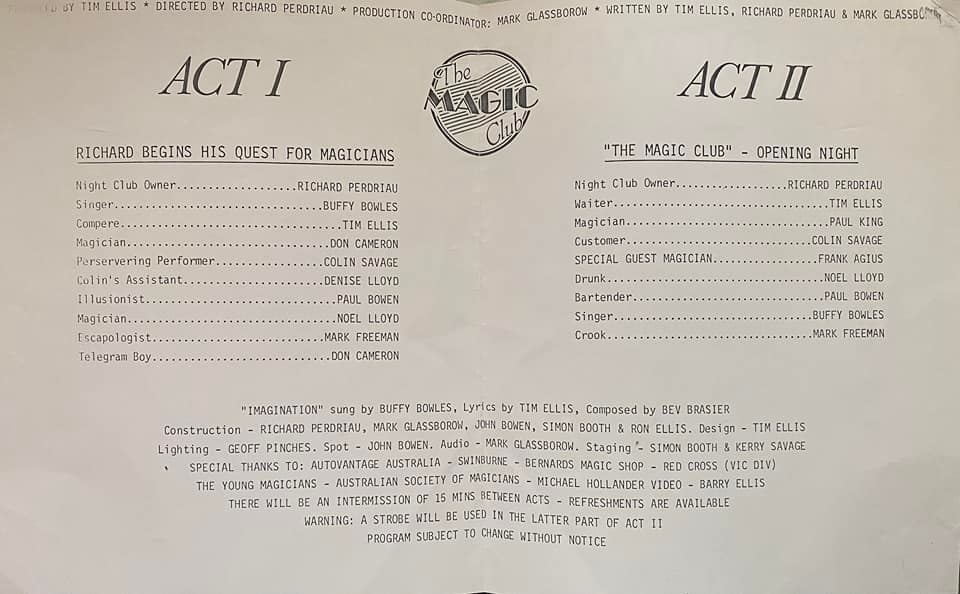 BY TIM ELLIS * DIRECTED BY RICHARD PERDRIAU * PRODUCTION CO-ORDINATOR: MARK GLASSBOROW * WRITTEN BY TIM ELLIS, RICHARD PERDRIAU & MARK
ACT I
The MAGIC Club
RICHARD BEGINS HIS QUEST FOR MAGICIANS
Night Club Owner..................RICHARD PERDRIAU
Singer................................BUFFY BOWLES
Compere..................................TIM ELLIS
Magician...............................DON CAMERON
Perservering Performer................COLIN SAVAGE
Colin's Assistant.....................DENISE LLOYD
Illusionist.............................PAUL BOWEN
Magician................................NOEL LLOYD
Escapologist..........................MARK FREEMAN
Telegram Boy...........................DON CAMERON
ACT II
"THE MAGIC CLUB" - OPENING NIGHT
Night Club Owner.................RICHARD PERDRIAU
Waiter..................................TIM ELLIS
Magician................................PAUL KING
Customer.............................COLIN SAVAGE
SPECIAL GUEST MAGICIAN................FRANK AGIUS
Drunk..................................NOEL LLOYD
Bartender..............................PAUL BOWEN
Singer...............................BUFFY BOWLES
Crook................................MARK FREEMAN
"IMAGINATION" sung by BUFFY BOWLES, Lyrics by TIM ELLIS, Composed by BEV BRASIER
Construction - RICHARD PERDRIAU, MARK GLASSBOROW, JOHN BOWEN, SIMON BOOTH & RON ELLIS. Design - TIM ELLIS
Lighting - GEOFF PINCHES. Spot - JOHN BOWEN. Audio - MARK GLASSBOROW. Staging - SIMON BOOTH & KERRY SAVAGE
SPECIAL THANKS TO: AUTOVANTAGE AUSTRALIA - SWINBURNE - BERNARDS MAGIC SHOP - RED CROSS (VIC DIV)
THE YOUNG MAGICIANS - AUSTRALIAN SOCIETY OF MAGICIANS - MICHAEL HOLLANDER VIDEO - BARRY ELLIS
THERE WILL BE AN INTERMISSION OF 15 MINS BETWEEN ACTS - REFRESHMENTS ARE AVAILABLE
WARNING: A STROBE WILL BE USED IN THE LATTER PART OF ACT II
PROGRAM SUBJECT TO CHANGE WITHOUT NOTICE